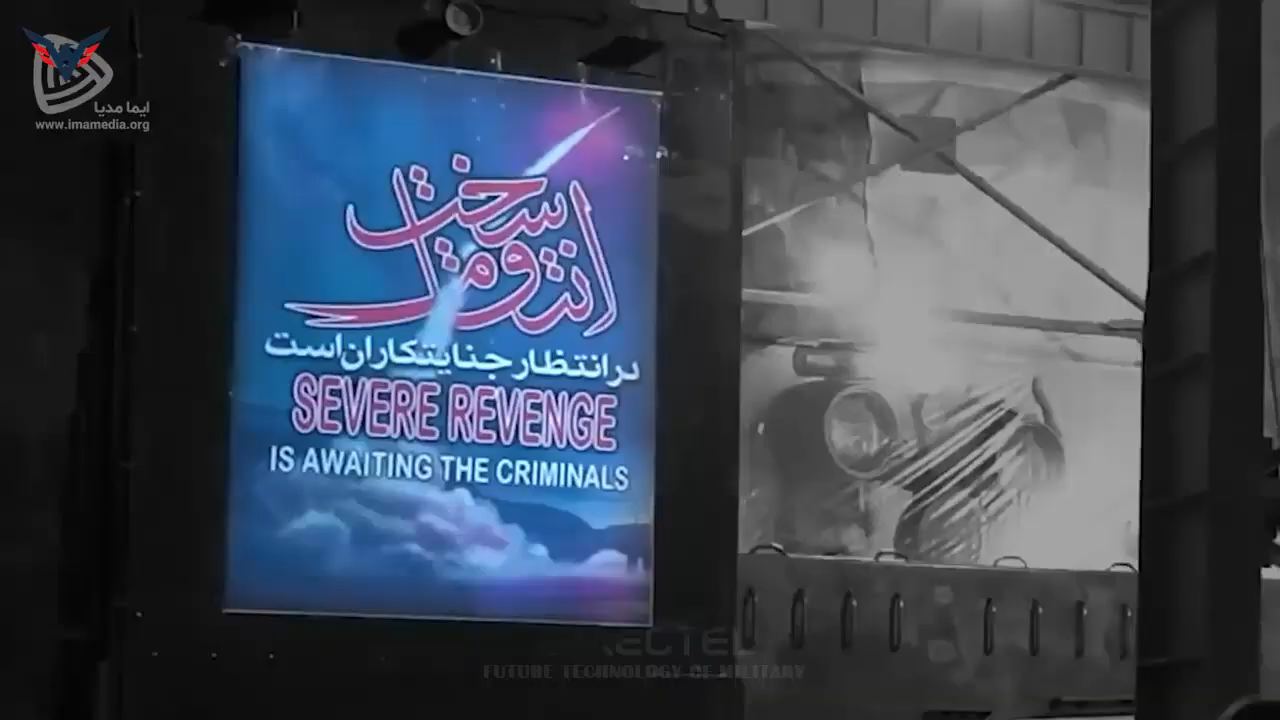 ایما مدیا
www.imamedia.org
انتقام سخت
در انتظار جنایتکاران است
SEVERE REVENGE
IS AWAITING THE CRIMINALS
FUTURE TECHNOLOGY OF MILITARY